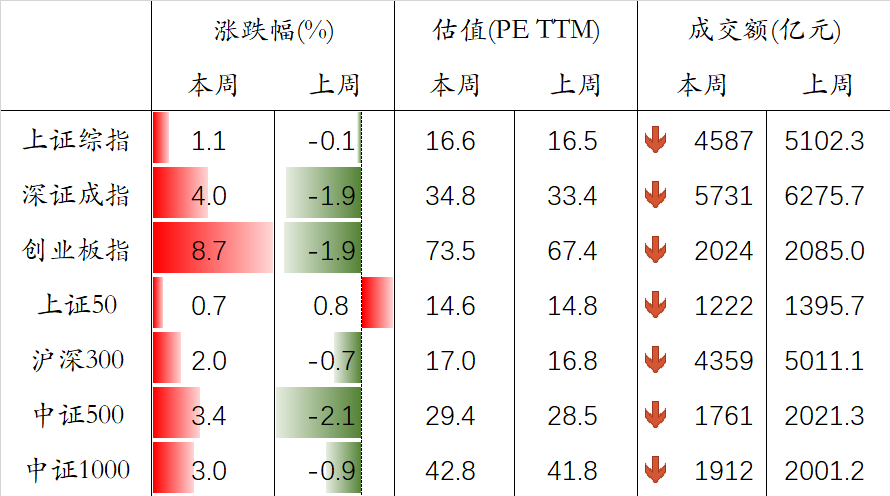 涨跌幅(%) 估值(PE TTM) 成交额(亿元)
本周 上周 本周 上周 本周 上周
上证综指 1.1 -0.1 16.6 16.5 4587 5102.3
深证成指 4.0 -1.9 34.8 33.4 5731 6275.7
创业板指 8.7 -1.9 73.5 67.4 2024 2085.0
上证50 0.7 0.8 14.6 14.8 1222 1395.7
沪深300 2.0 -0.7 17.0 16.8 4359 5011.1
中证500 3.4 -2.1 29.4 28.5 1761 2021.3
中证1000 3.0 -0.9 42.8 41.8 1912 2001.2